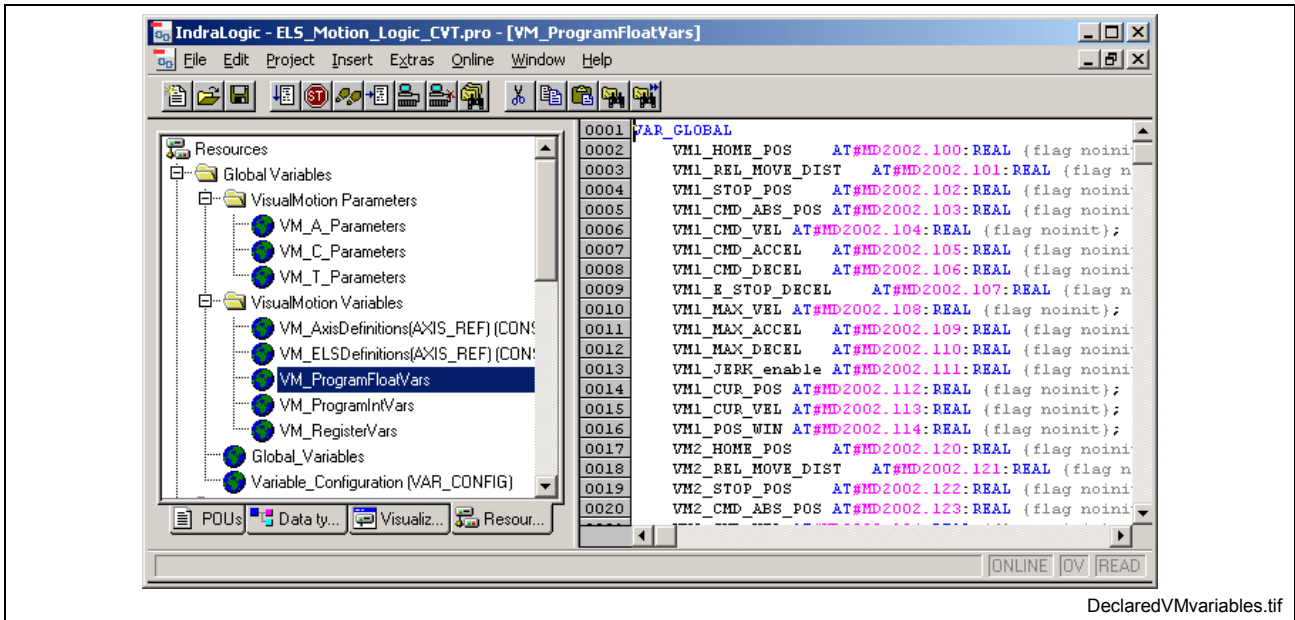 IndraLogic - ELS_Motion_Logic_CVT.pro - [VM_ProgramFloatVars]
File Edit Project Insert Extras Online Window Help
Resources
Global Variables
VisualMotion Parameters
VM_A_Parameters
VM_C_Parameters
VM_T_Parameters
VisualMotion Variables
VM_AxisDefinitions(AXIS_REF) (CONS
VM_ELSDefinitions(AXIS_REF) (CON
VM_ProgramFloatVars
VM_ProgramIntVars
VM_RegisterVars
Global_Variables
Variable_Configuration (VAR_CONFIG)
POUs Data ty... Visualiz... Resour...
0001 VAR_GLOBAL
0002 VM1_HOME_POS AT#MD2002.100:REAL {flag noini
0003 VM1_REL_MOVE_DIST AT#MD2002.101:REAL {flag n
0004 VM1_STOP_POS AT#MD2002.102:REAL {flag noini
0005 VM1_CMD_ABS_POS AT#MD2002.103:REAL {flag noini
0006 VM1_CMD_VEL AT#MD2002.104:REAL {flag noinit};
0007 VM1_CMD_ACCEL AT#MD2002.105:REAL {flag noini
0008 VM1_CMD_DECEL AT#MD2002.106:REAL {flag noini
0009 VM1_E_STOP_DECEL AT#MD2002.107:REAL {flag n
0010 VM1_MAX_VEL AT#MD2002.108:REAL {flag noinit};
0011 VM1_MAX_ACCEL AT#MD2002.109:REAL {flag noini
0012 VM1_MAX_DECEL AT#MD2002.110:REAL {flag noini
0013 VM1_JERK_enable AT#MD2002.111:REAL {flag noini
0014 VM1_CUR_POS AT#MD2002.112:REAL {flag noinit};
0015 VM1_CUR_VEL AT#MD2002.113:REAL {flag noinit};
0016 VM1_POS_WIN AT#MD2002.114:REAL {flag noinit};
0017 VM2_HOME_POS AT#MD2002.120:REAL {flag noini
0018 VM2_REL_MOVE_DIST AT#MD2002.121:REAL {flag n
0019 VM2_STOP_POS AT#MD2002.122:REAL {flag noini
0020 VM2_CMD_ABS_POS AT#MD2002.123:REAL {flag noini
ONLINE OV READ
DeclaredVMvariables.tif